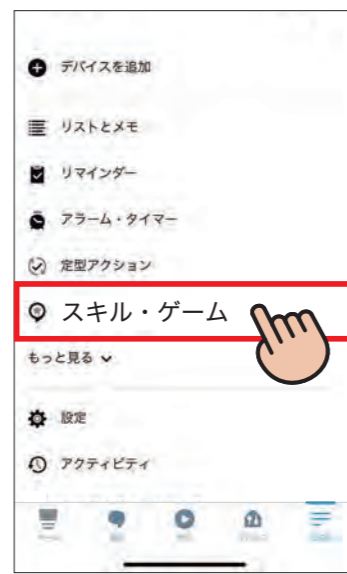 デバイスを追加
リストとメモ
リマインダー
アラーム・タイマー
定型アクション
スキル・ゲーム
もっと見る
設定
アクティビティ